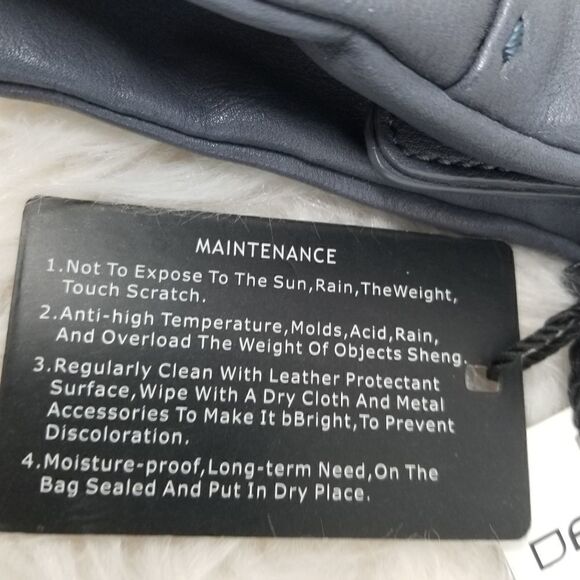 MAINTENANCE
1.Not To Expose To The Sun,Rain,TheWeight,
Touch Scratch.
2.Anti-high Temperature,Molds,Acid,Rain,
And Overload The Weight Of Objects Sheng.
3.Regularly Clean With Leather Protectant
Surface,Wipe With A Dry Cloth And Metal
Accessories To Make It bBright,To Prevent
Discoloration.
4.Moisture-proof,Long-term Need,On The
Bag Sealed And Put In Dry Place.